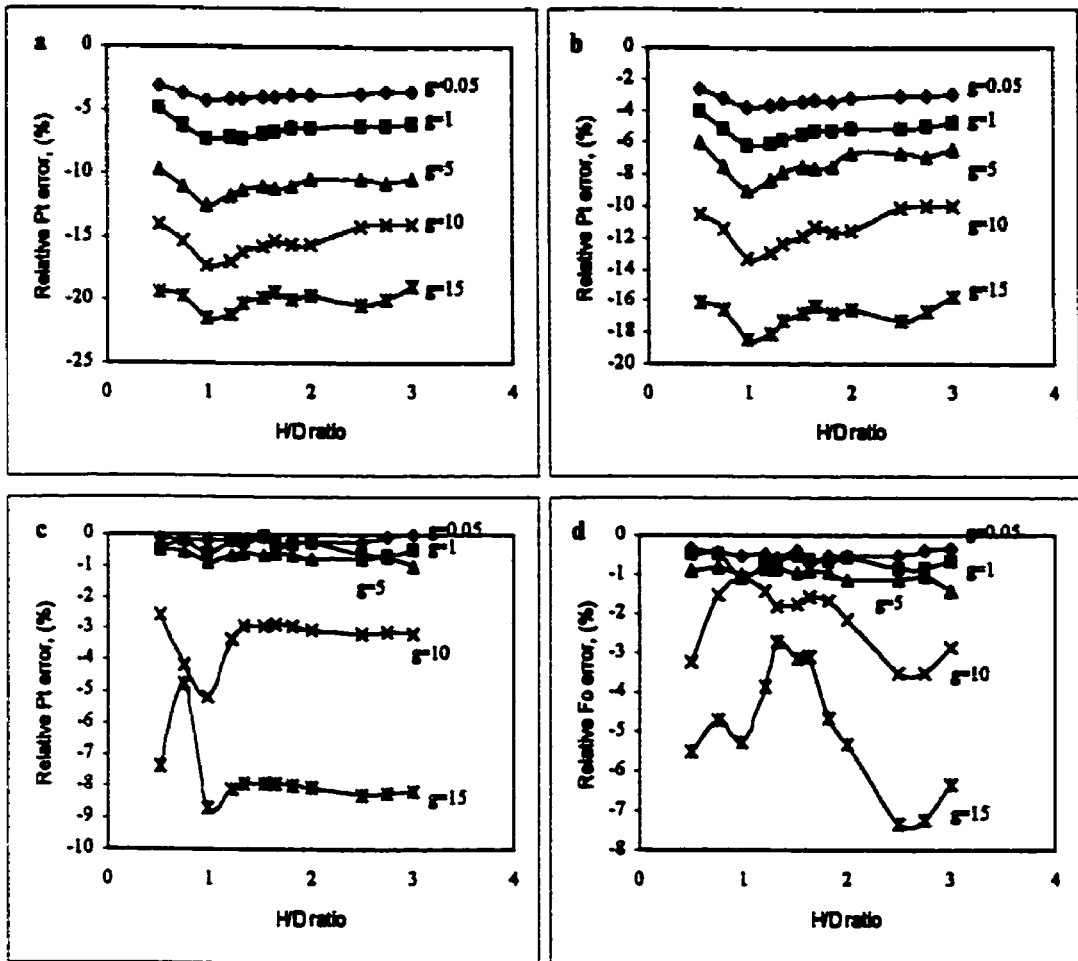 a
0
-5
-10
-15
-20
-25
0 1 2 3 4
Relative Pt error, (%)
H/D ratio
g=0.05
g=1
g=5
g=10
g=15
b
0
-2
-4
-6
-8
-10
-12
-14
-16
-18
-20
0 1 2 3 4
Relative Pt error, (%)
H/D ratio
g=0.05
g=1
g=5
g=10
g=15
c
0
-1
-2
-3
-4
-5
-6
-7
-8
-9
-10
0 1 2 3 4
Relative Pt error, (%)
H/D ratio
g=0.05
g=1
g=5
g=10
g=15
d
0
-1
-2
-3
-4
-5
-6
-7
-8
0 1 2 3 4
Relative Fo error, (%)
H/D ratio
g=0.05
g=1
g=5
g=10
g=15